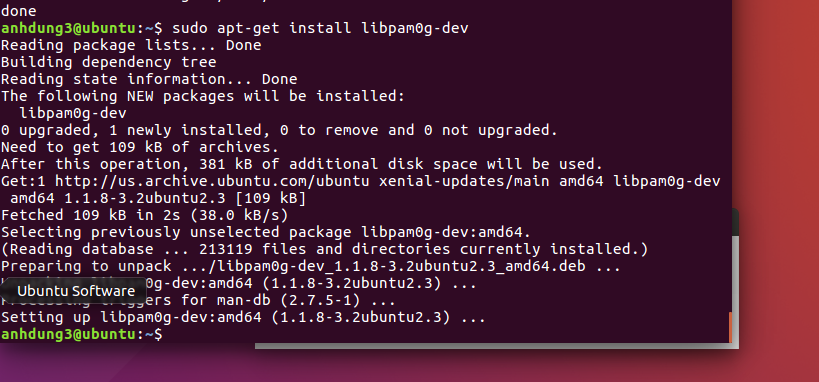 done
anhdung3@ubuntu:~$ sudo apt-get install libpam0g-dev
Reading package lists... Done
Building dependency tree
Reading state information... Done
The following NEW packages will be installed:
  libpam0g-dev
0 upgraded, 1 newly installed, 0 to remove and 0 not upgraded.
Need to get 109 kB of archives.
After this operation, 381 kB of additional disk space will be used.
Get:1 http://us.archive.ubuntu.com/ubuntu xenial-updates/main amd64 libpam0g-dev
 amd64 1.1.8-3.2ubuntu2.3 [109 kB]
Fetched 109 kB in 2s (38.0 kB/s)
Selecting previously unselected package libpam0g-dev:amd64.
(Reading database ... 213119 files and directories currently installed.)
Preparing to unpack .../libpam0g-dev_1.1.8-3.2ubuntu2.3_amd64.deb ...
Ubuntu Software
0g-dev:amd64 (1.1.8-3.2ubuntu2.3) ...
triggers for man-db (2.7.5-1) ...
Setting up libpam0g-dev:amd64 (1.1.8-3.2ubuntu2.3) ...
anhdung3@ubuntu:~$